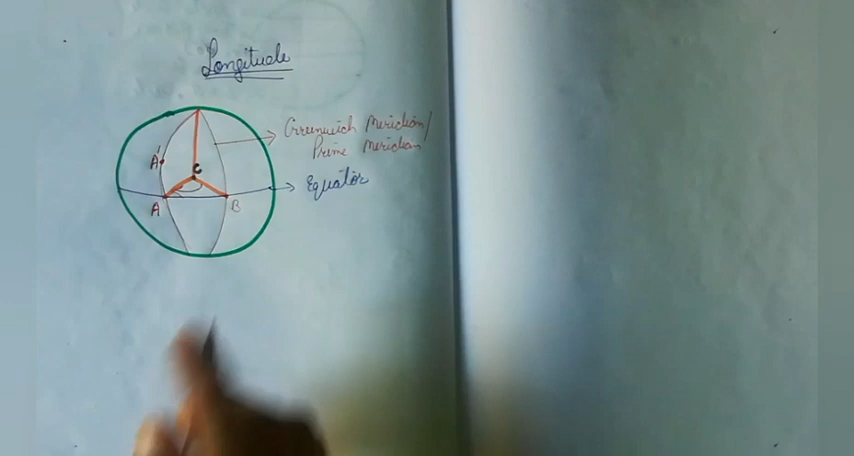 Longitude
Greenwich Meridian/
Prime Meridian
A'
C
Equator
A
B